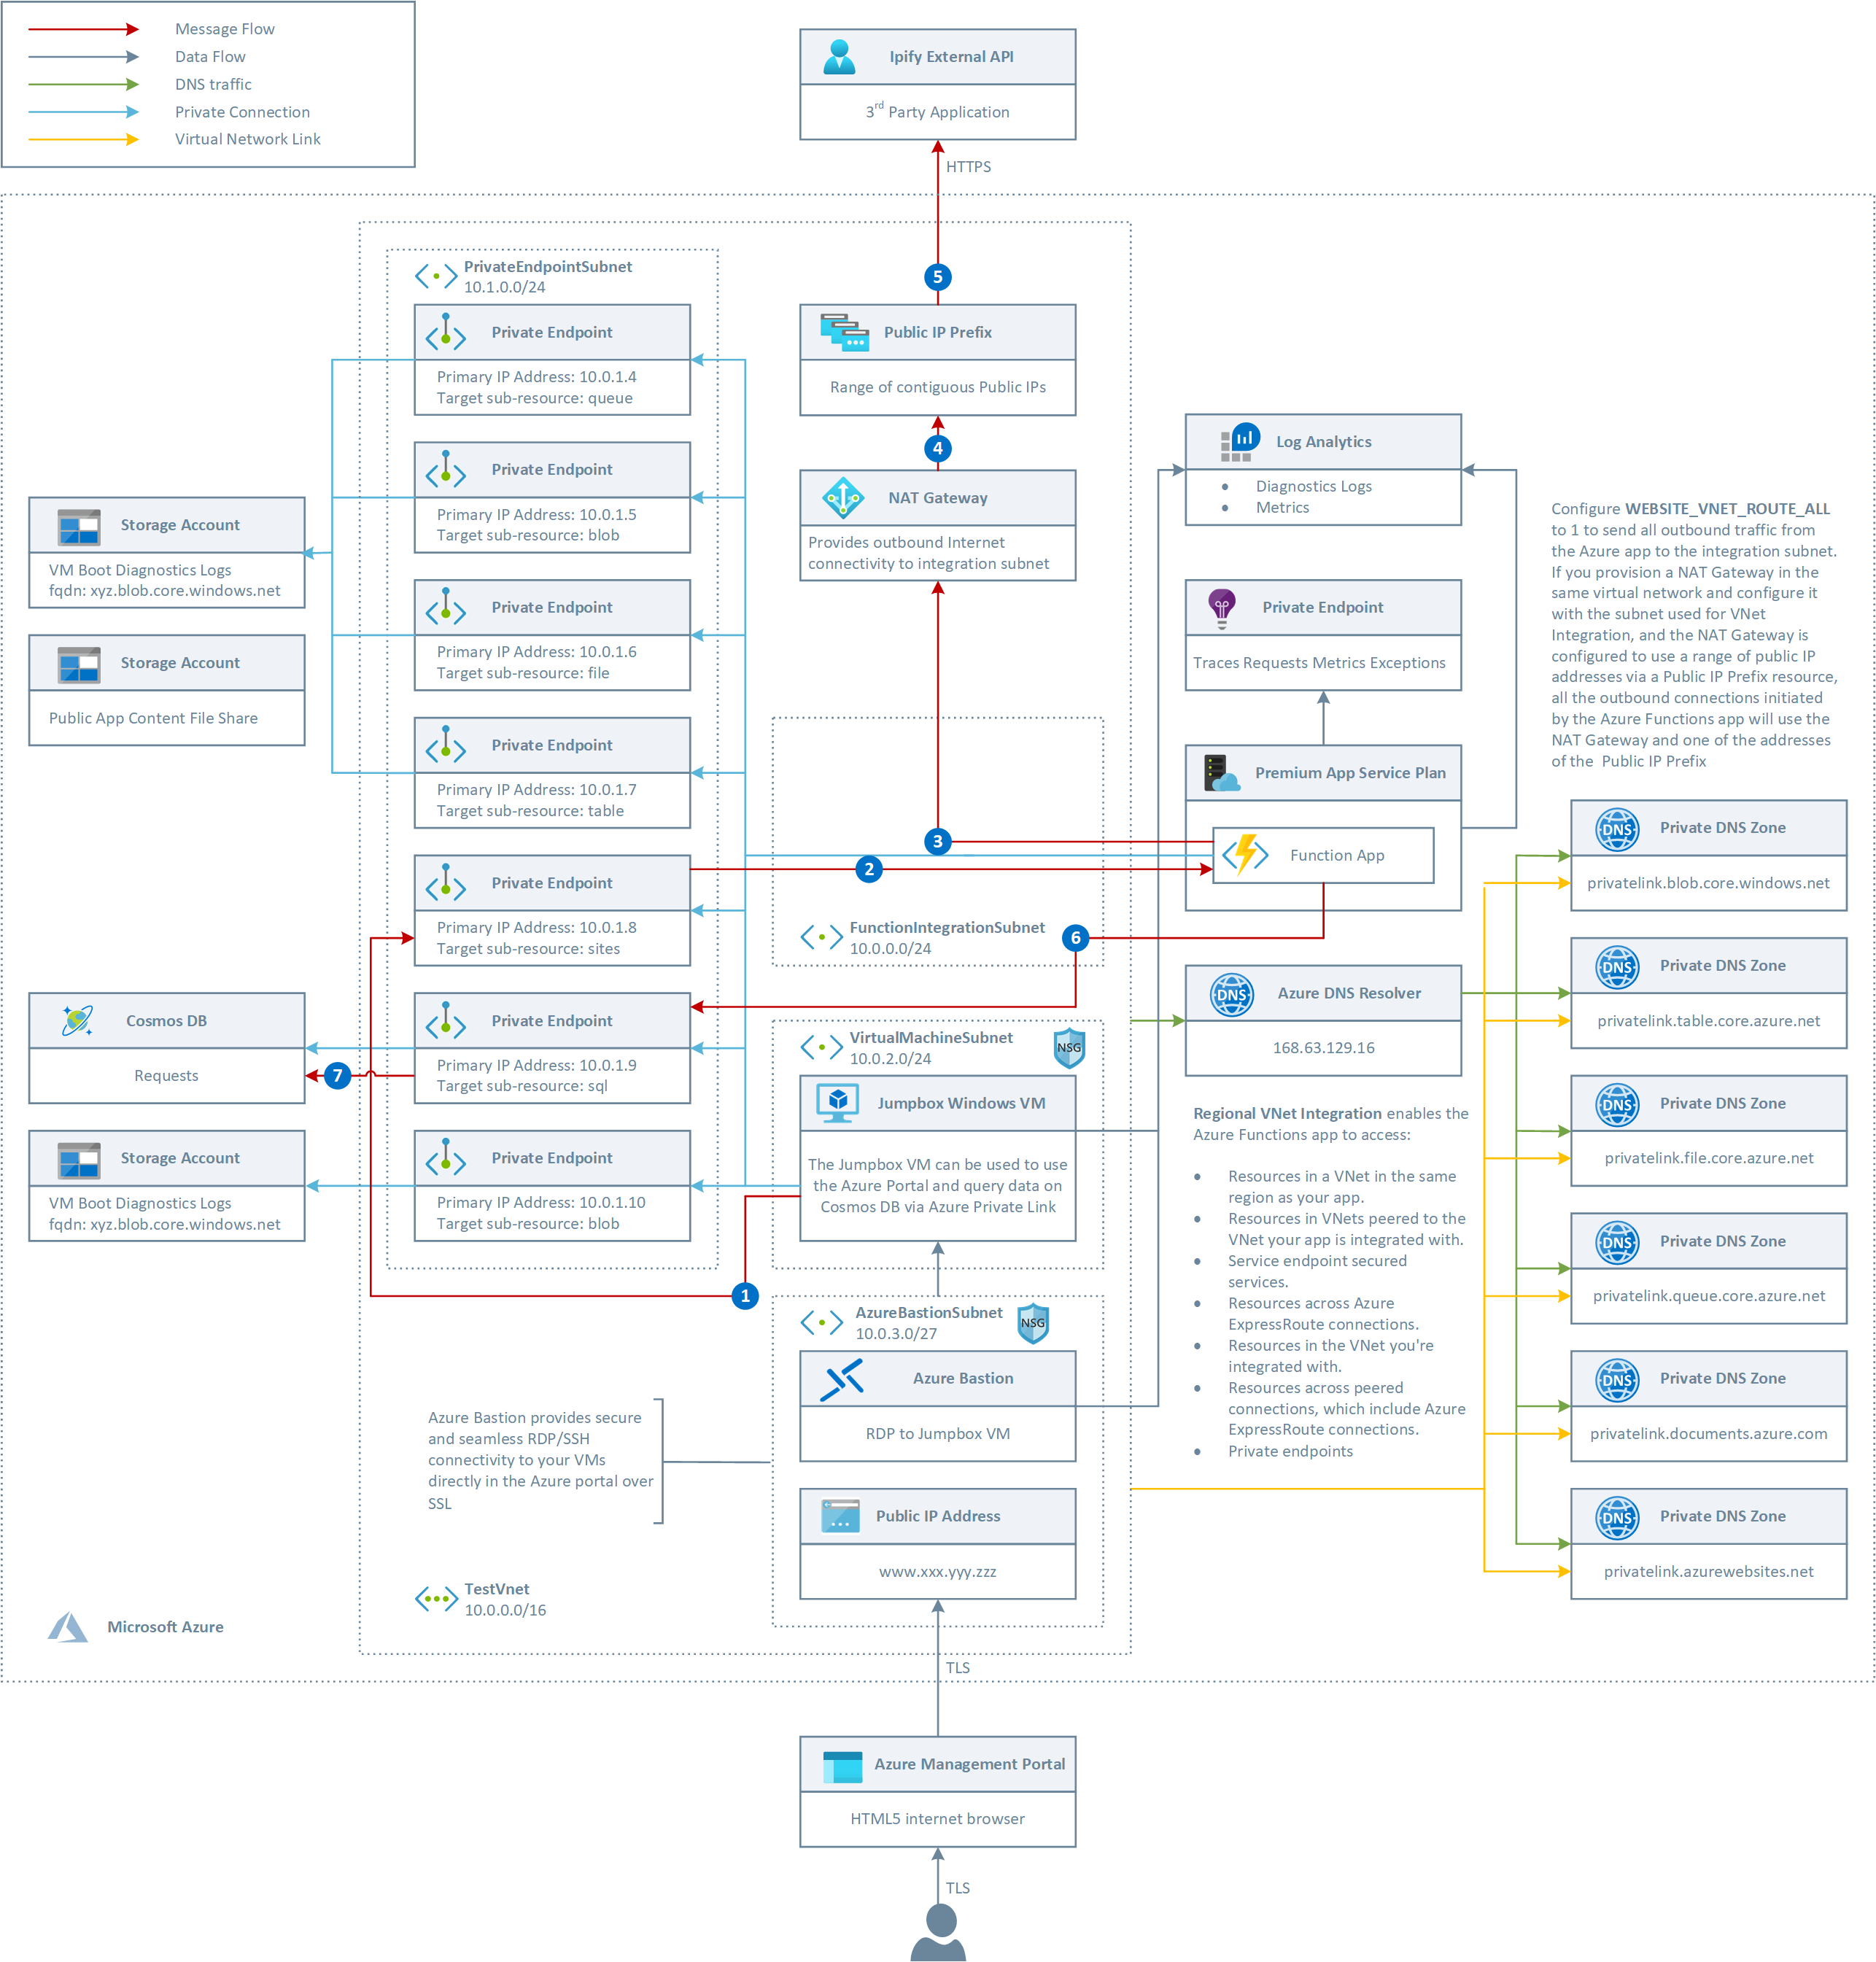 Message Flow
Data Flow
DNS traffic
Private Connection
Virtual Network Link
Ipify External API
3rd Party Application
HTTPS
5
PrivateEndpointSubnet
10.1.0.0/24
Private Endpoint
Primary IP Address: 10.0.1.4
Target sub-resource: queue
Private Endpoint
Primary IP Address: 10.0.1.5
Target sub-resource: blob
Private Endpoint
Primary IP Address: 10.0.1.6
Target sub-resource: file
Private Endpoint
Primary IP Address: 10.0.1.7
Target sub-resource: table
Private Endpoint
Primary IP Address: 10.0.1.8
Target sub-resource: sites
Private Endpoint
Primary IP Address: 10.0.1.9
Target sub-resource: sql
Private Endpoint
Primary IP Address: 10.0.1.10
Target sub-resource: blob
Storage Account
VM Boot Diagnostics Logs
fqdn: xyz.blob.core.windows.net
Storage Account
Public App Content File Share
Cosmos DB
Requests
7
Storage Account
VM Boot Diagnostics Logs
fqdn: xyz.blob.core.windows.net
Public IP Prefix
Range of contiguous Public IPs
4
NAT Gateway
Provides outbound Internet
connectivity to integration subnet
3
2
FunctionIntegrationSubnet
10.0.0.0/24
6
VirtualMachineSubnet
10.0.2.0/24
NSG
Jumpbox Windows VM
The Jumpbox VM can be used to use
the Azure Portal and query data on
Cosmos DB via Azure Private Link
1
AzureBastionSubnet
10.0.3.0/27
NSG
Azure Bastion
RDP to Jumpbox VM
Public IP Address
www.xxx.yyy.zzz
Azure Bastion provides secure
and seamless RDP/SSH
connectivity to your VMs
directly in the Azure portal over
SSL
TestVnet
10.0.0.0/16
Microsoft Azure
TLS
Azure Management Portal
HTML5 internet browser
TLS
Log Analytics
• Diagnostics Logs
• Metrics
Private Endpoint
Traces Requests Metrics Exceptions
Premium App Service Plan
Function App
DNS
Azure DNS Resolver
168.63.129.16
Regional VNet Integration enables the
Azure Functions app to access:
• Resources in a VNet in the same
region as your app.
• Resources in VNets peered to the
VNet your app is integrated with.
• Service endpoint secured
services.
• Resources across Azure
ExpressRoute connections.
• Resources in the VNet you're
integrated with.
• Resources across peered
connections, which include Azure
ExpressRoute connections.
• Private endpoints
Configure WEBSITE_VNET_ROUTE_ALL
to 1 to send all outbound traffic from
the Azure app to the integration subnet.
If you provision a NAT Gateway in the
same virtual network and configure it
with the subnet used for VNet
Integration, and the NAT Gateway is
configured to use a range of public IP
addresses via a Public IP Prefix resource,
all the outbound connections initiated
by the Azure Functions app will use the
NAT Gateway and one of the addresses
of the Public IP Prefix
DNS
Private DNS Zone
privatelink.blob.core.windows.net
DNS
Private DNS Zone
privatelink.table.core.azure.net
DNS
Private DNS Zone
privatelink.file.core.azure.net
DNS
Private DNS Zone
privatelink.queue.core.azure.net
DNS
Private DNS Zone
privatelink.documents.azure.com
DNS
Private DNS Zone
privatelink.azurewebsites.net